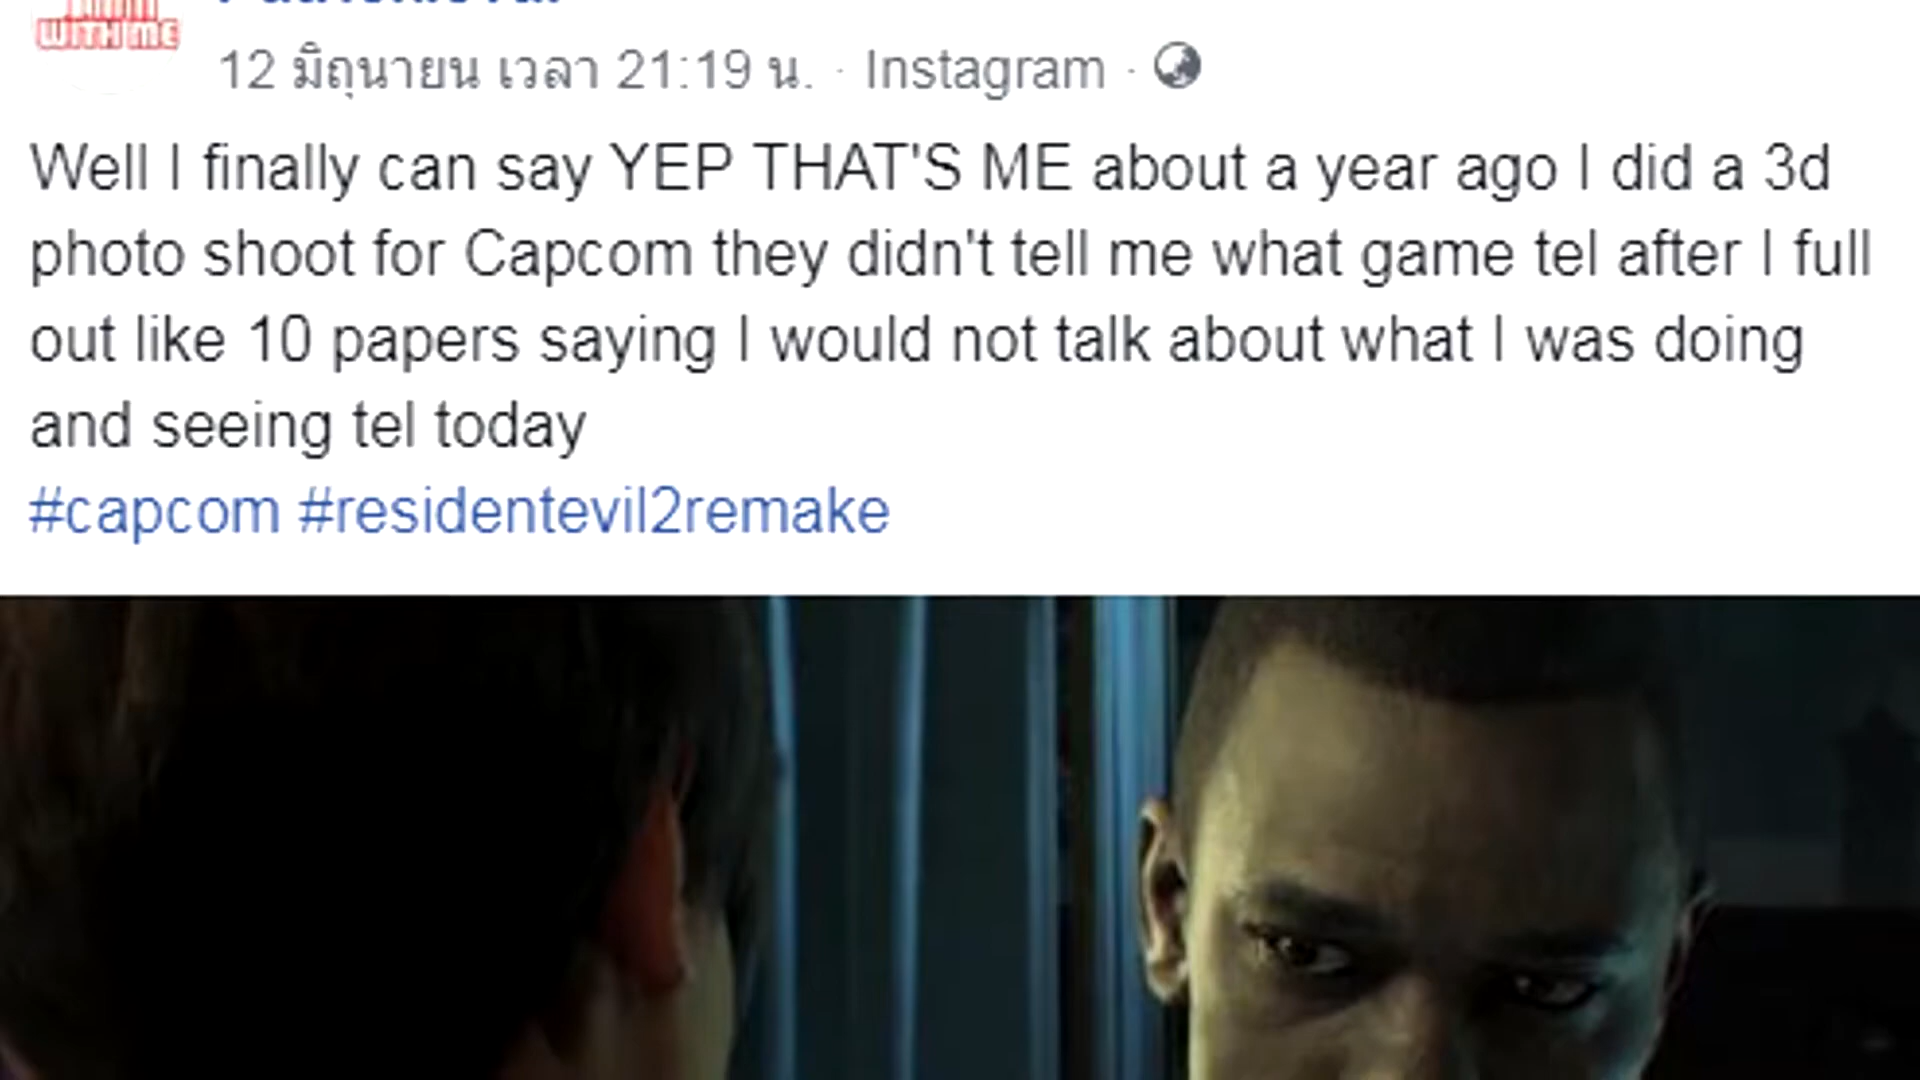 WITH ME
12 มิถุนายน เวลา 21:19 น. · Instagram ·
Well I finally can say YEP THAT'S ME about a year ago I did a 3d
photo shoot for Capcom they didn't tell me what game tel after I full
out like 10 papers saying I would not talk about what I was doing
and seeing tel today
#capcom #residentevil2remake